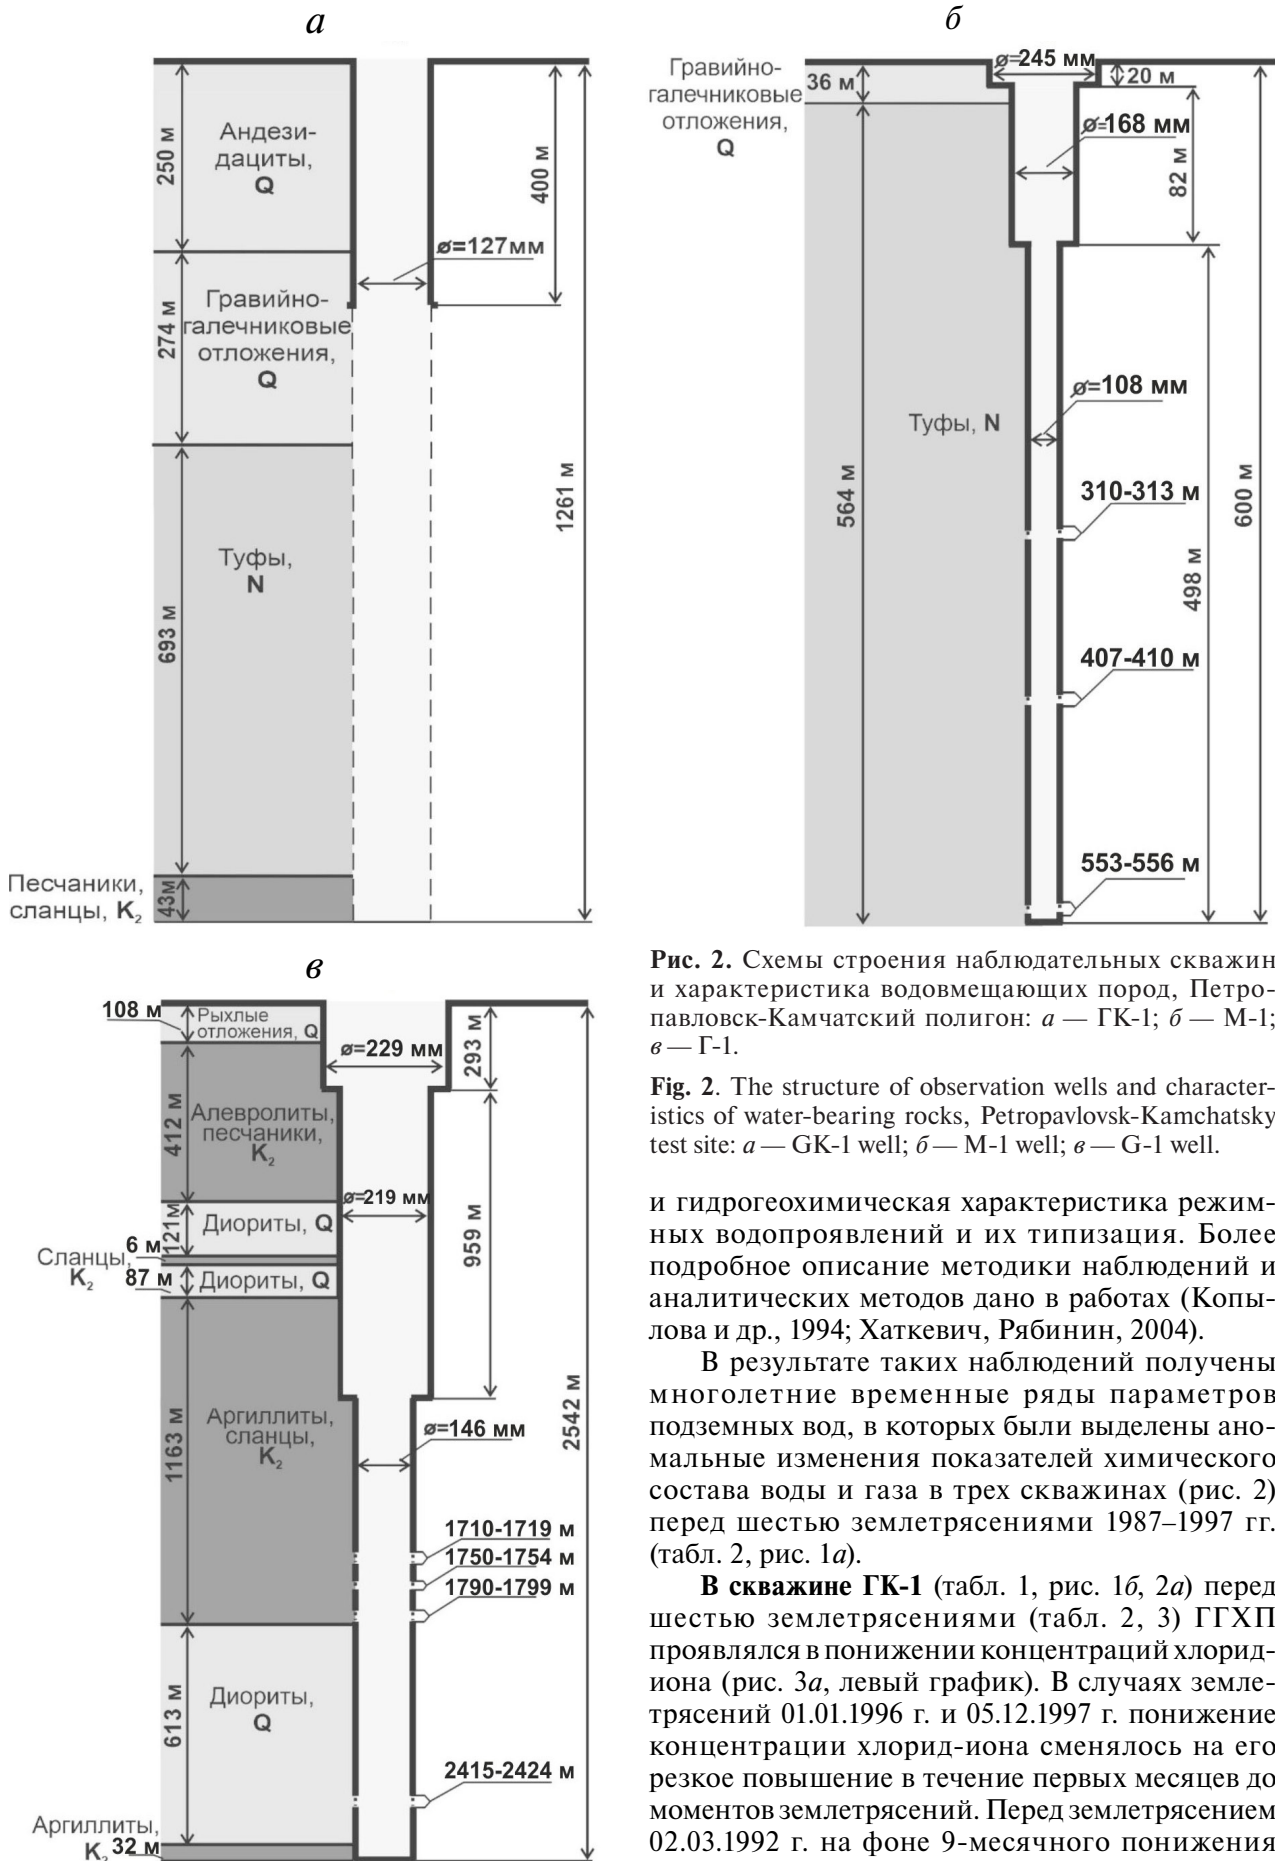 а
250 м
Андези-
дациты,
Q
274 м
Гравийно-
галечниковые
отложения,
Q
693 м
Туфы,
N
Песчаники,
сланцы, K₂
43м
ø=127мм
400 м
1261 м
б
Гравийно-
галечниковые
отложения,
Q
36 м
ø=245 мм
20 м
ø=168 мм
82 м
Туфы, N
564 м
ø=108 мм
310-313 м
407-410 м
553-556 м
498 м
600 м
в
108 м
Рыхлые
отложения, Q
412 м
Алевролиты,
песчаники,
K₂
121м
Диориты, Q
Сланцы,
K₂
6 м
87 м
Диориты, Q
1163 м
Аргиллиты,
сланцы,
K₂
613 м
Диориты,
Q
Аргиллиты,
K₂
32 м
ø=229 мм
293 м
ø=219 мм
959 м
ø=146 мм
1710-1719 м
1750-1754 м
1790-1799 м
2415-2424 м
2542 м
Рис. 2. Схемы строения наблюдательных скважин
и характеристика водовмещающих пород, Петро-
павловск-Камчатский полигон: а — ГК-1; б — М-1;
в — Г-1.
Fig. 2. The structure of observation wells and character-
istics of water-bearing rocks, Petropavlovsk-Kamchatsky
test site: а — GK-1 well; б — M-1 well; в — G-1 well.
и гидрогеохимическая характеристика режим-
ных водопроявлений и их типизация. Более
подробное описание методики наблюдений и
аналитических методов дано в работах (Копы-
лова и др., 1994; Хаткевич, Рябинин, 2004).
В результате таких наблюдений получены
многолетние временные ряды параметров
подземных вод, в которых были выделены ано-
мальные изменения показателей химического
состава воды и газа в трех скважинах (рис. 2)
перед шестью землетрясениями 1987–1997 гг.
(табл. 2, рис. 1а).
В скважине ГК-1 (табл. 1, рис. 1б, 2а) перед
шестью землетрясениями (табл. 2, 3) ГГХП
проявлялся в понижении концентраций хлорид-
иона (рис. 3а, левый график). В случаях земле-
трясений 01.01.1996 г. и 05.12.1997 г. понижение
концентрации хлорид-иона сменялось на его
резкое повышение в течение первых месяцев до
моментов землетрясений. Перед землетрясением
02.03.1992 г. на фоне 9-месячного понижения